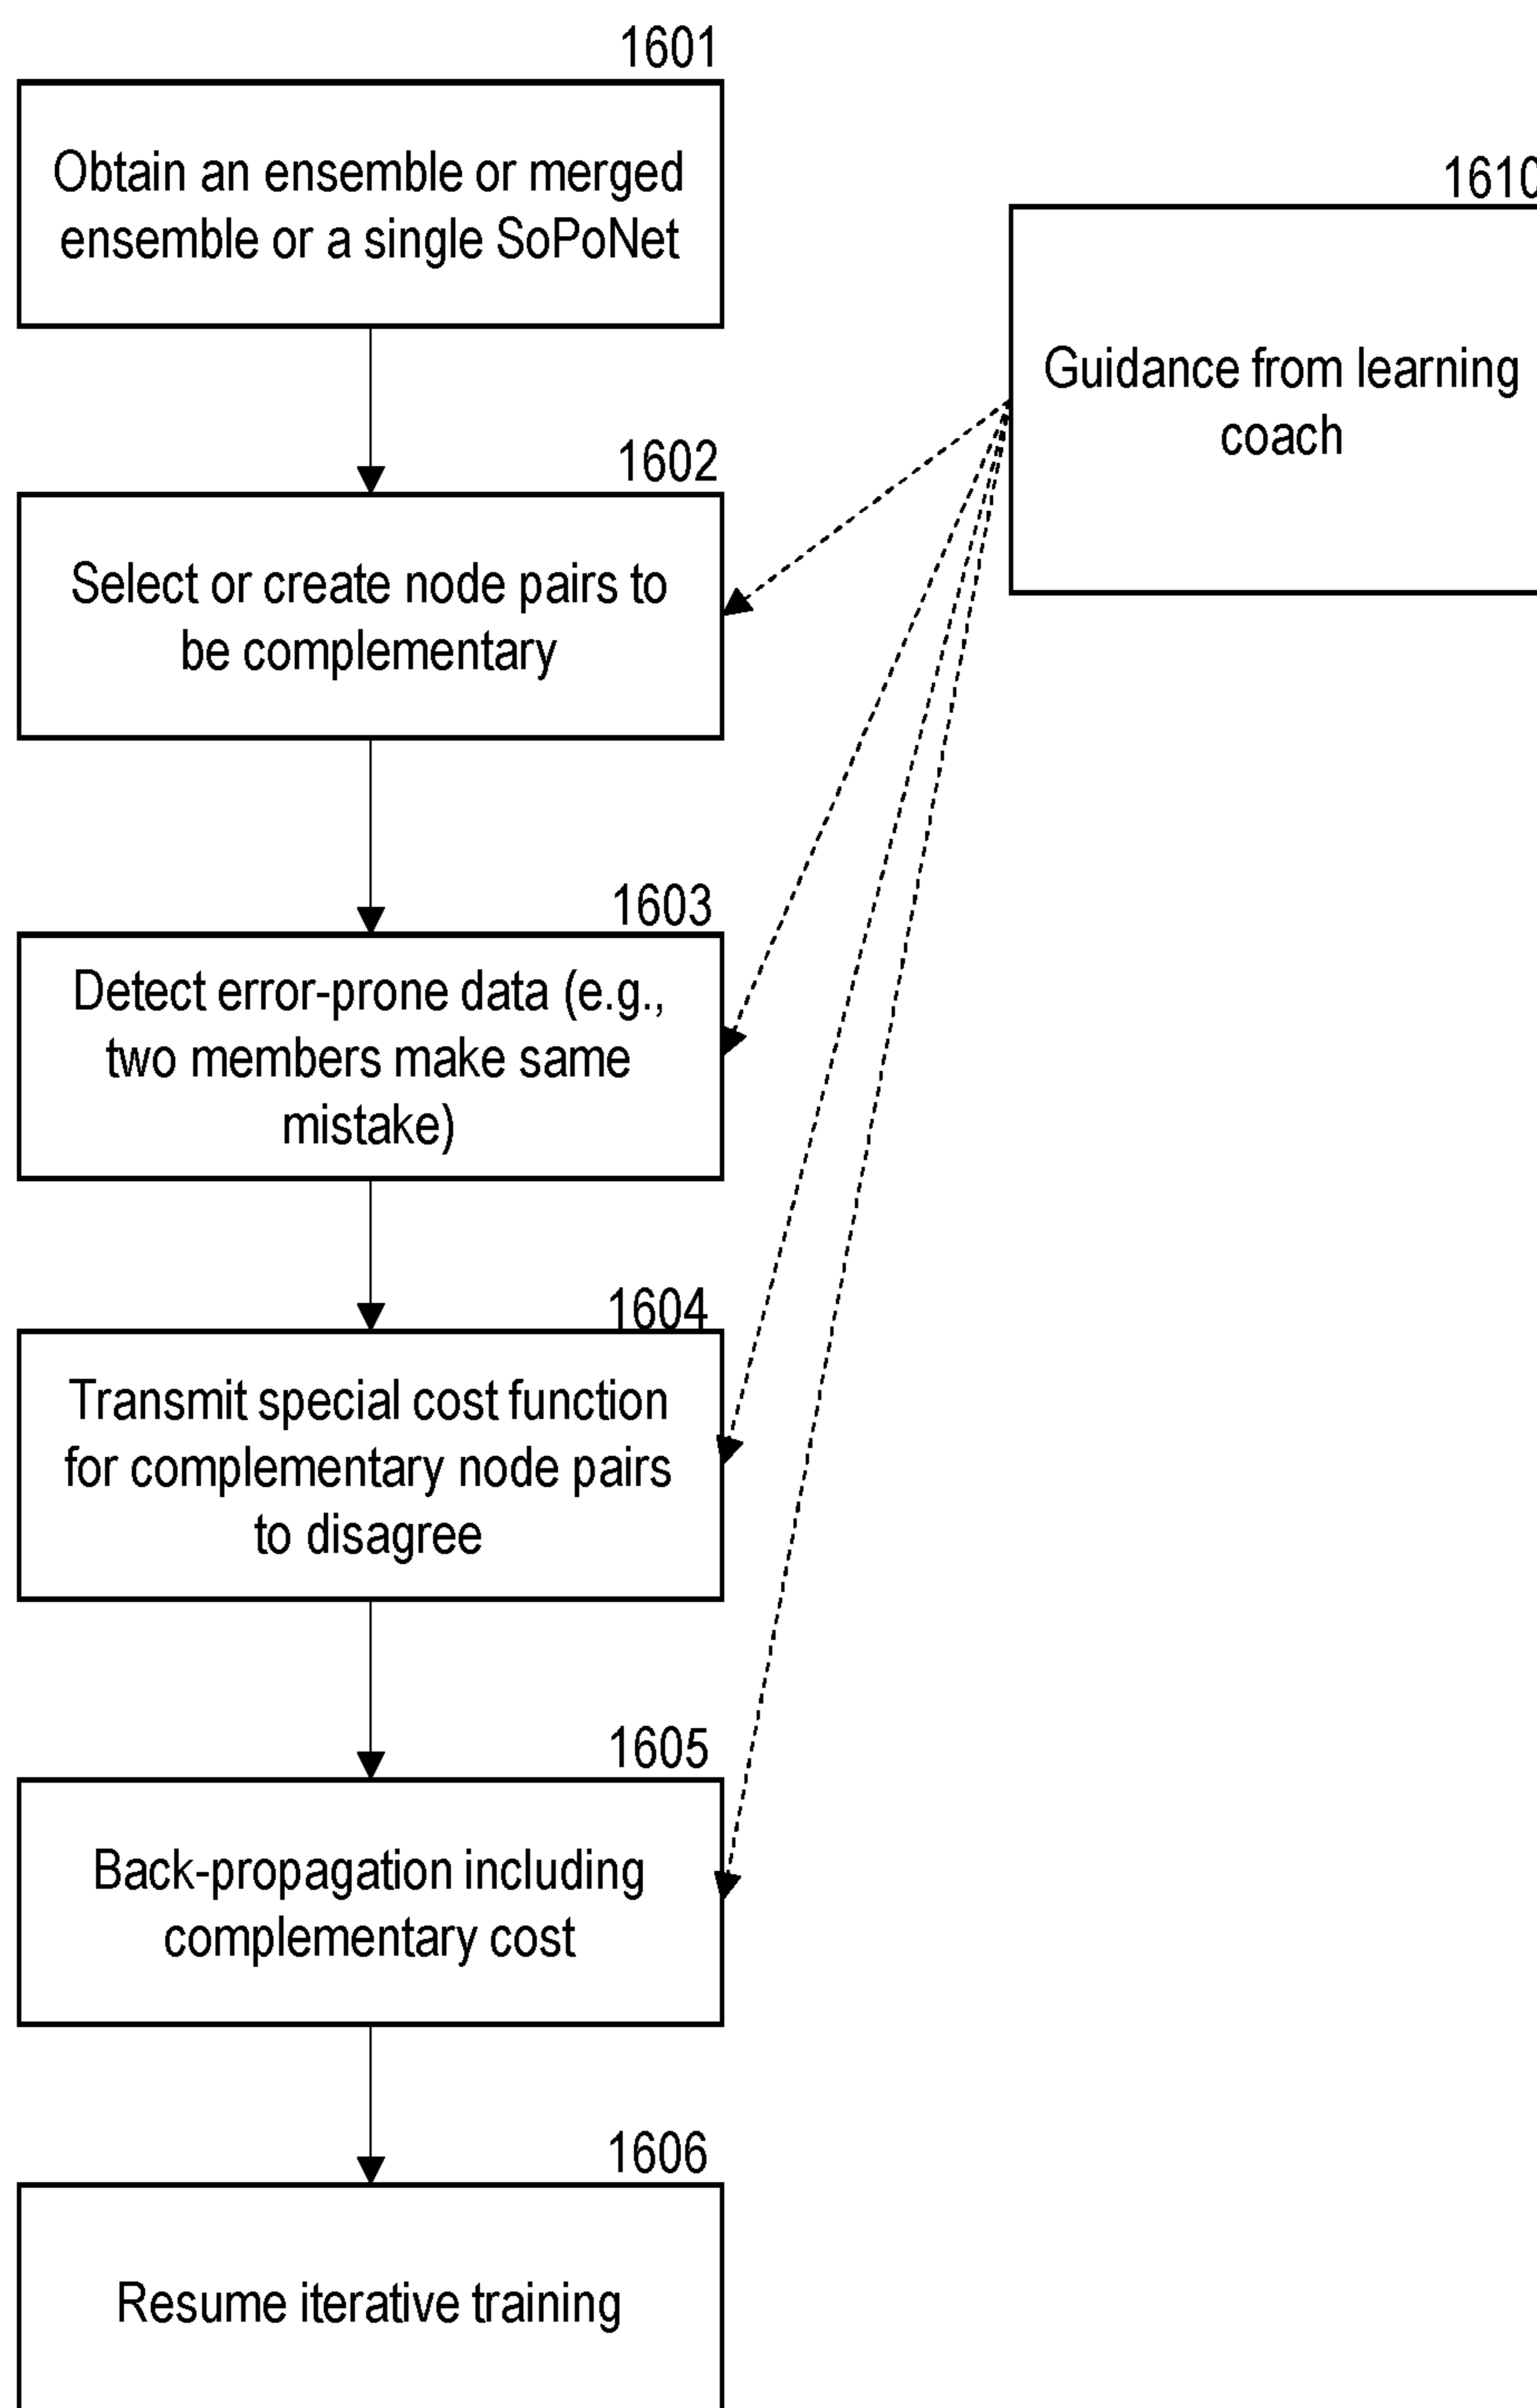 1601
Obtain an ensemble or merged
ensemble or a single SoPoNet
1610
Guidance from learning
coach
1602
Select or create node pairs to
be complementary
1603
Detect error-prone data (e.g.,
two members make same
mistake)
1604
Transmit special cost function
for complementary node pairs
to disagree
1605
Back-propagation including
complementary cost
1606
Resume iterative training